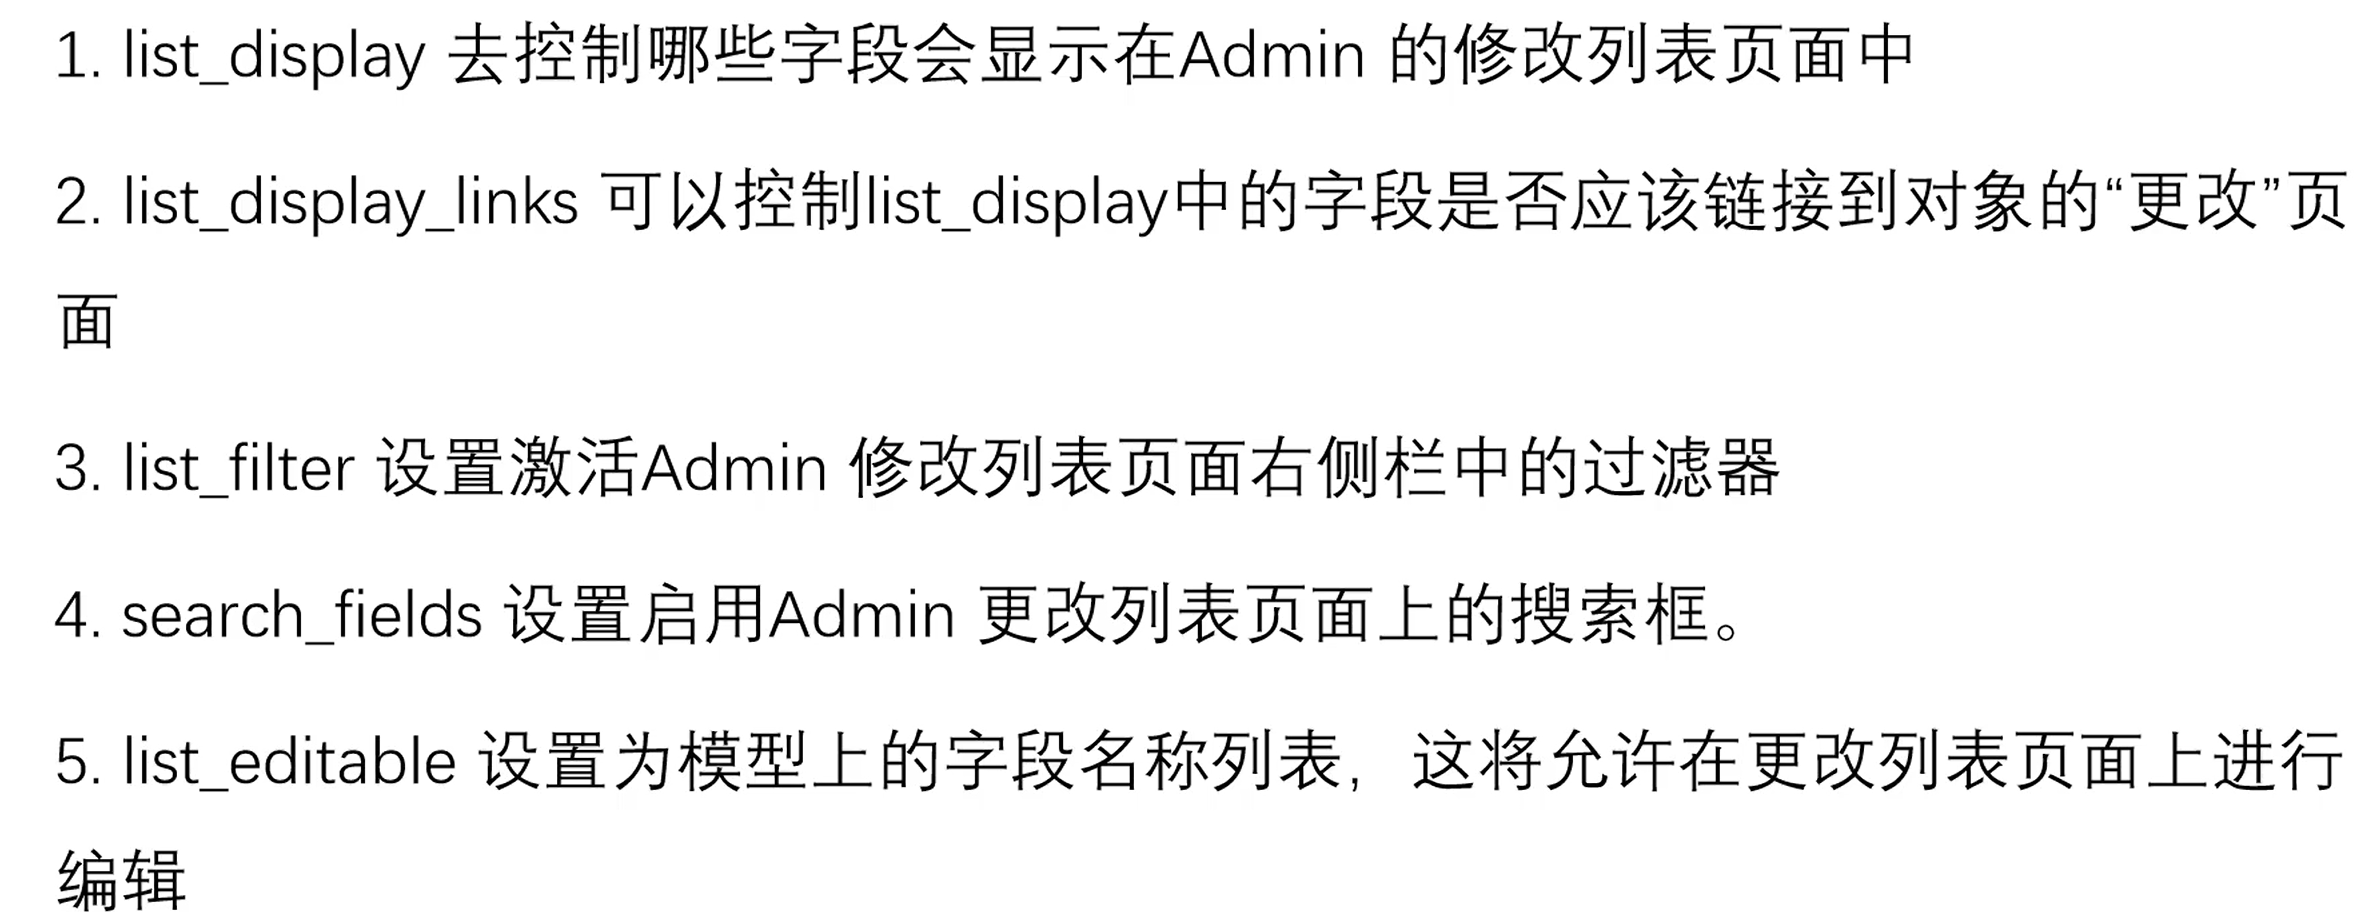 1. list_display 去控制哪些字段会显示在Admin 的修改列表页面中
2. list_display_links 可以控制list_display中的字段是否应该链接到对象的“更改”页
面
3. list_filter 设置激活Admin 修改列表页面右侧栏中的过滤器
4. search_fields 设置启用Admin 更改列表页面上的搜索框。
5. list_editable 设置为模型上的字段名称列表，这将允许在更改列表页面上进行
编辑